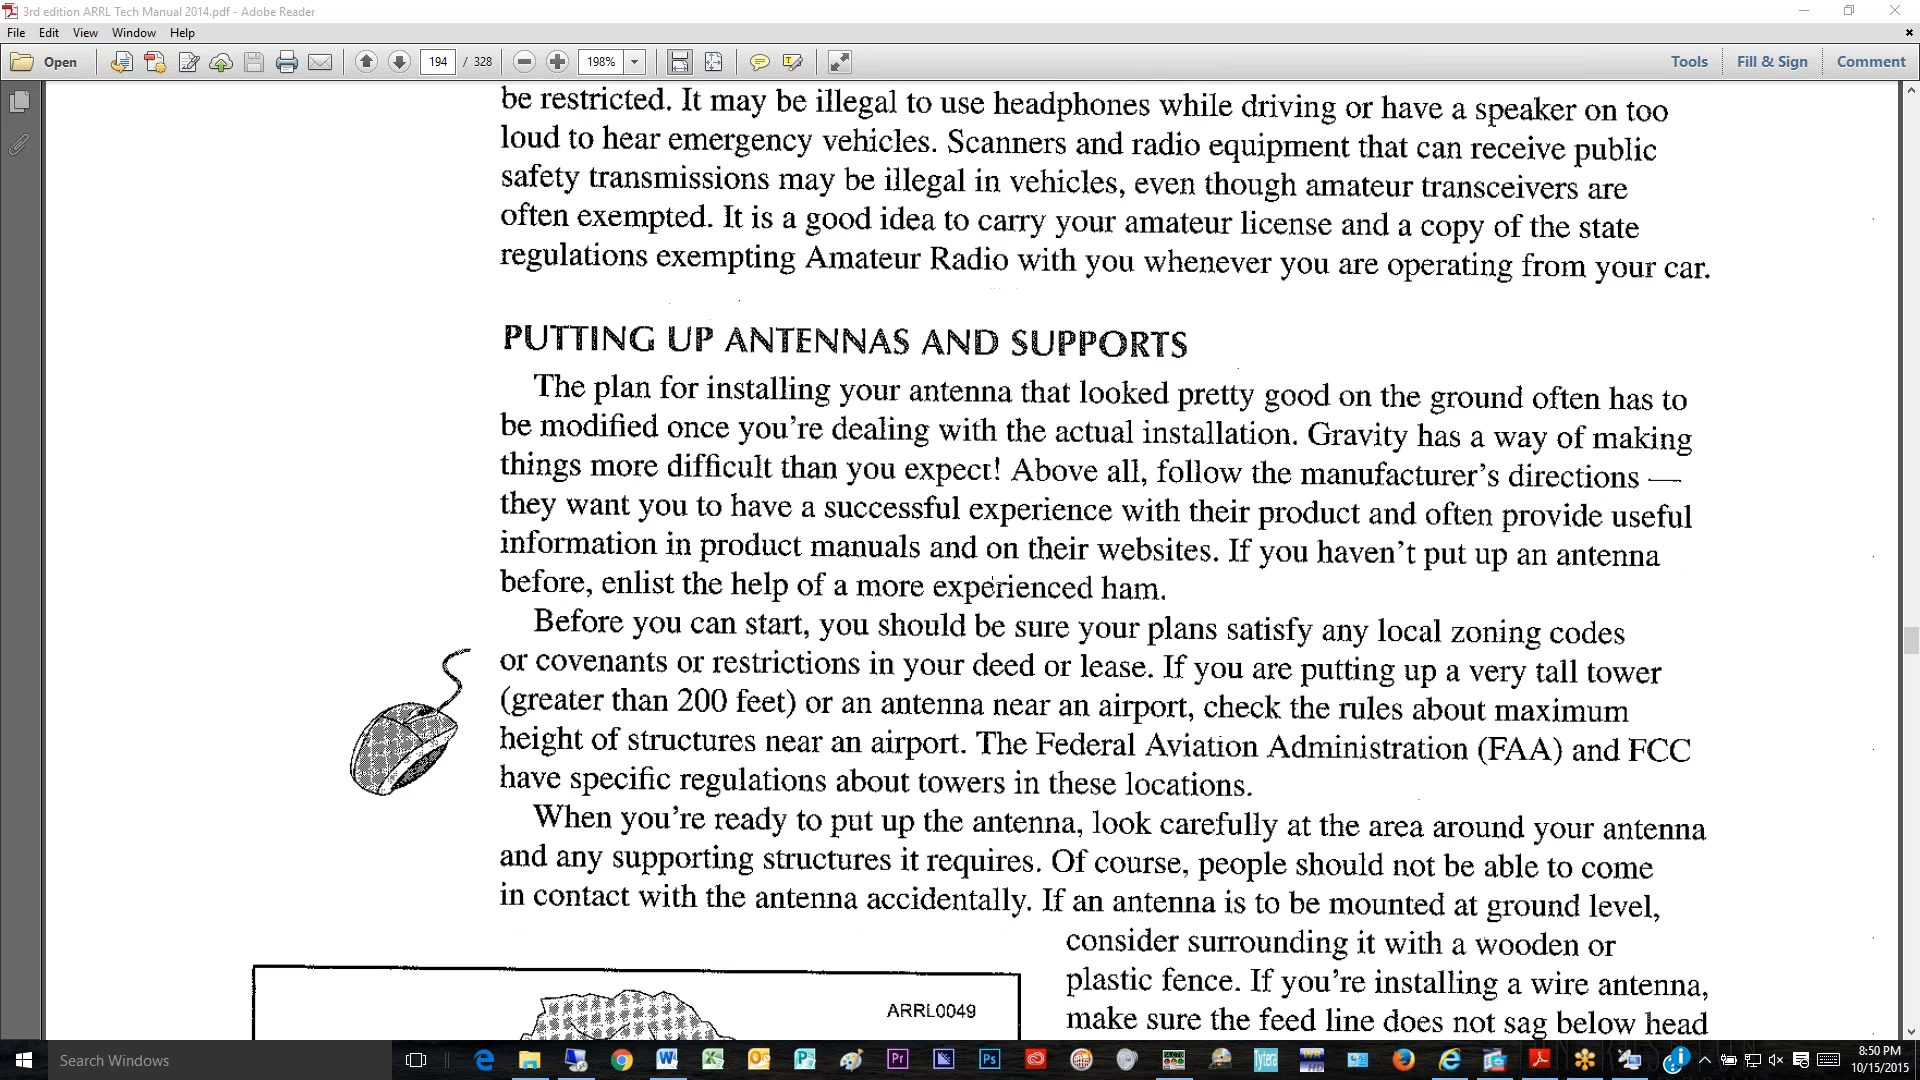 3rd edition ARRL Tech Manual 2014.pdf - Adobe Reader
File Edit View Window Help
Open 194 / 328 198% Tools Fill & Sign Comment
be restricted. It may be illegal to use headphones while driving or have a speaker on too
loud to hear emergency vehicles. Scanners and radio equipment that can receive public
safety transmissions may be illegal in vehicles, even though amateur transceivers are
often exempted. It is a good idea to carry your amateur license and a copy of the state
regulations exempting Amateur Radio with you whenever you are operating from your car.
PUTTING UP ANTENNAS AND SUPPORTS
The plan for installing your antenna that looked pretty good on the ground often has to
be modified once you're dealing with the actual installation. Gravity has a way of making
things more difficult than you expect! Above all, follow the manufacturer's directions —
they want you to have a successful experience with their product and often provide useful
information in product manuals and on their websites. If you haven't put up an antenna
before, enlist the help of a more experienced ham.
Before you can start, you should be sure your plans satisfy any local zoning codes
or covenants or restrictions in your deed or lease. If you are putting up a very tall tower
(greater than 200 feet) or an antenna near an airport, check the rules about maximum
height of structures near an airport. The Federal Aviation Administration (FAA) and FCC
have specific regulations about towers in these locations.
When you're ready to put up the antenna, look carefully at the area around your antenna
and any supporting structures it requires. Of course, people should not be able to come
in contact with the antenna accidentally. If an antenna is to be mounted at ground level,
consider surrounding it with a wooden or
plastic fence. If you're installing a wire antenna,
make sure the feed line does not sag below head
ARRL0049
Search Windows
Pr
Ps
Tytera
8:50 PM
10/15/2015